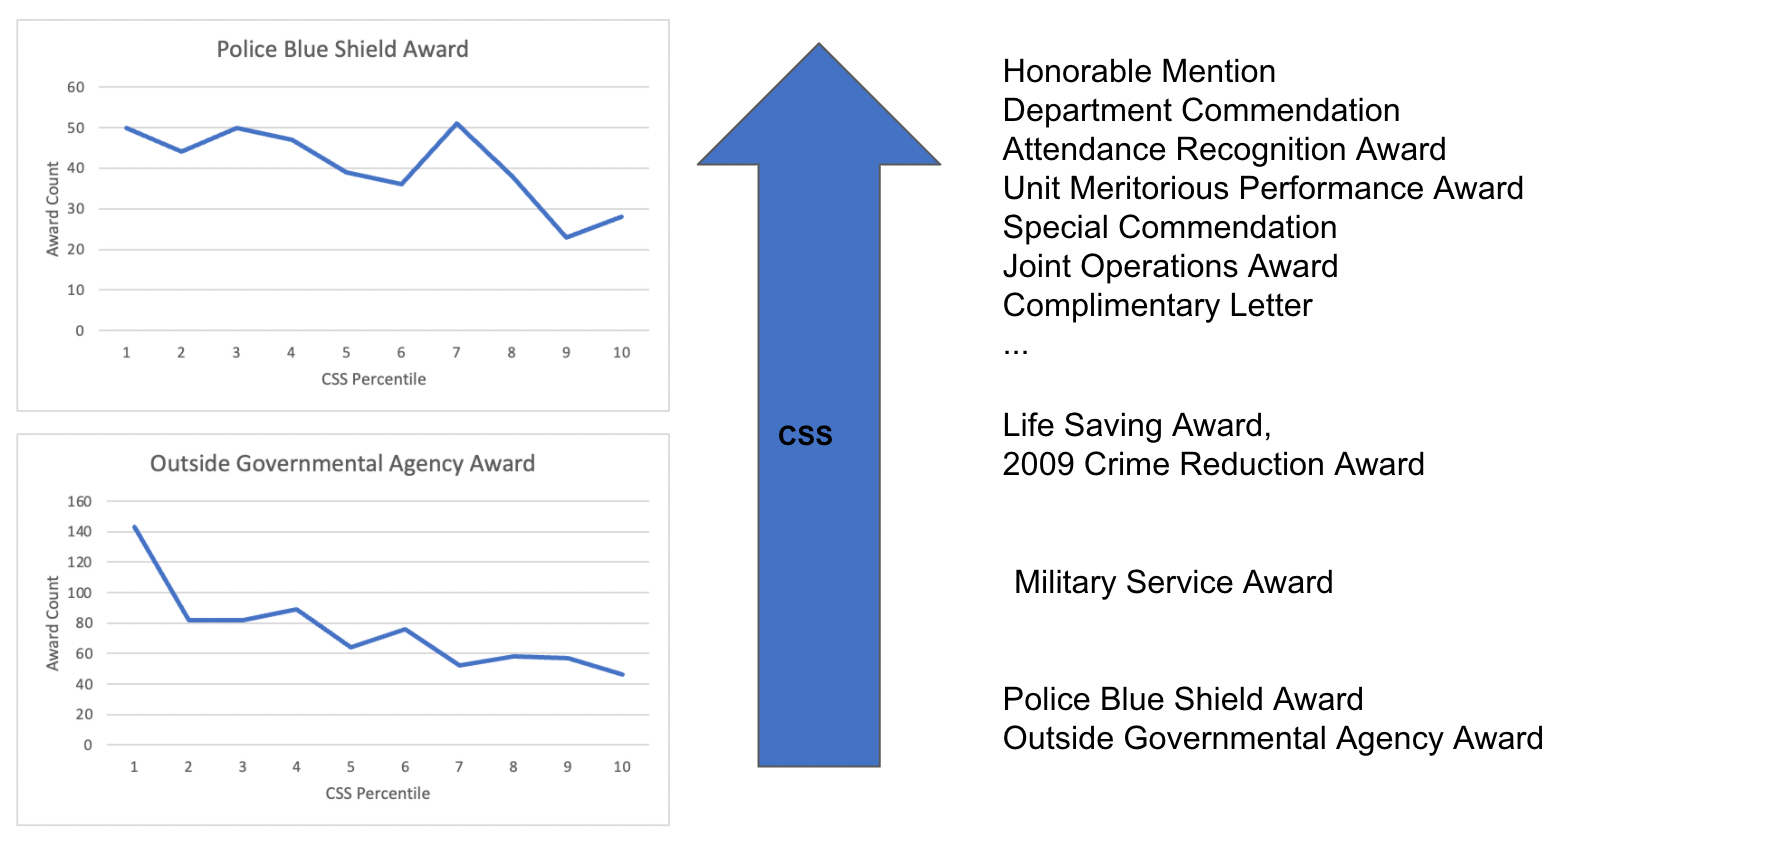 Police Blue Shield Award
60
50
40
30
20
10
0
Award Count
1 2 3 4 5 6 7 8 9 10
CSS Percentile
Outside Governmental Agency Award
160
140
120
100
80
60
40
20
0
Award Count
1 2 3 4 5 6 7 8 9 10
CSS Percentile
CSS
Honorable Mention
Department Commendation
Attendance Recognition Award
Unit Meritorious Performance Award
Special Commendation
Joint Operations Award
Complimentary Letter
...
Life Saving Award,
2009 Crime Reduction Award
Military Service Award
Police Blue Shield Award
Outside Governmental Agency Award